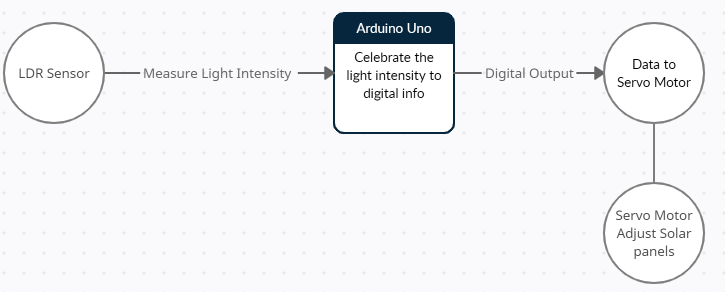 LDR Sensor
Measure Light Intensity
Arduino Uno
Celebrate the
light intensity to
digital info
Digital Output
Data to
Servo Motor
Servo Motor
Adjust Solar
panels